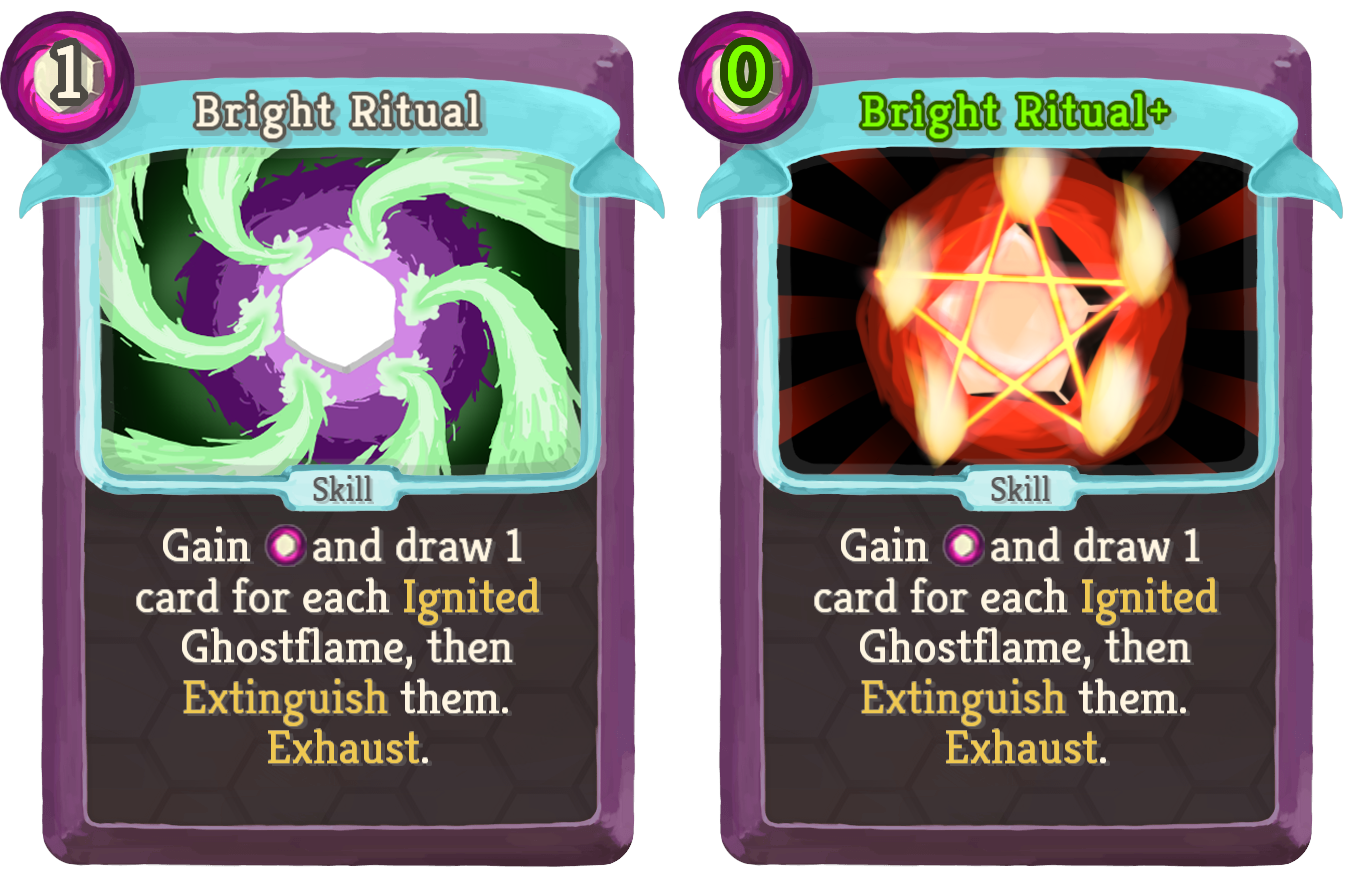 1
Bright Ritual
Skill
Gain and draw 1
card for each Ignited
Ghostflame, then
Extinguish them.
Exhaust.
0
Bright Ritual+
Skill
Gain and draw 1
card for each Ignited
Ghostflame, then
Extinguish them.
Exhaust.